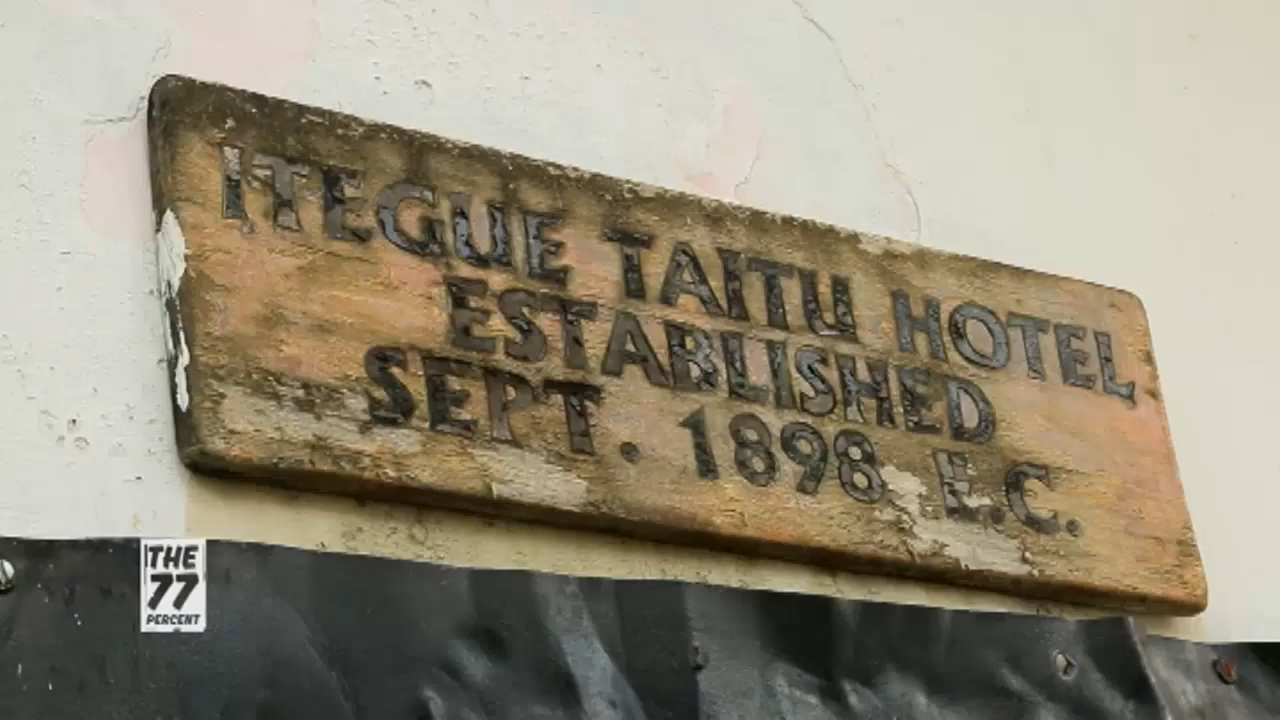 ITEGUE TAITU HOTEL
ESTABLISHED
SEPT. 1898 E.C.
THE
77
PERCENT